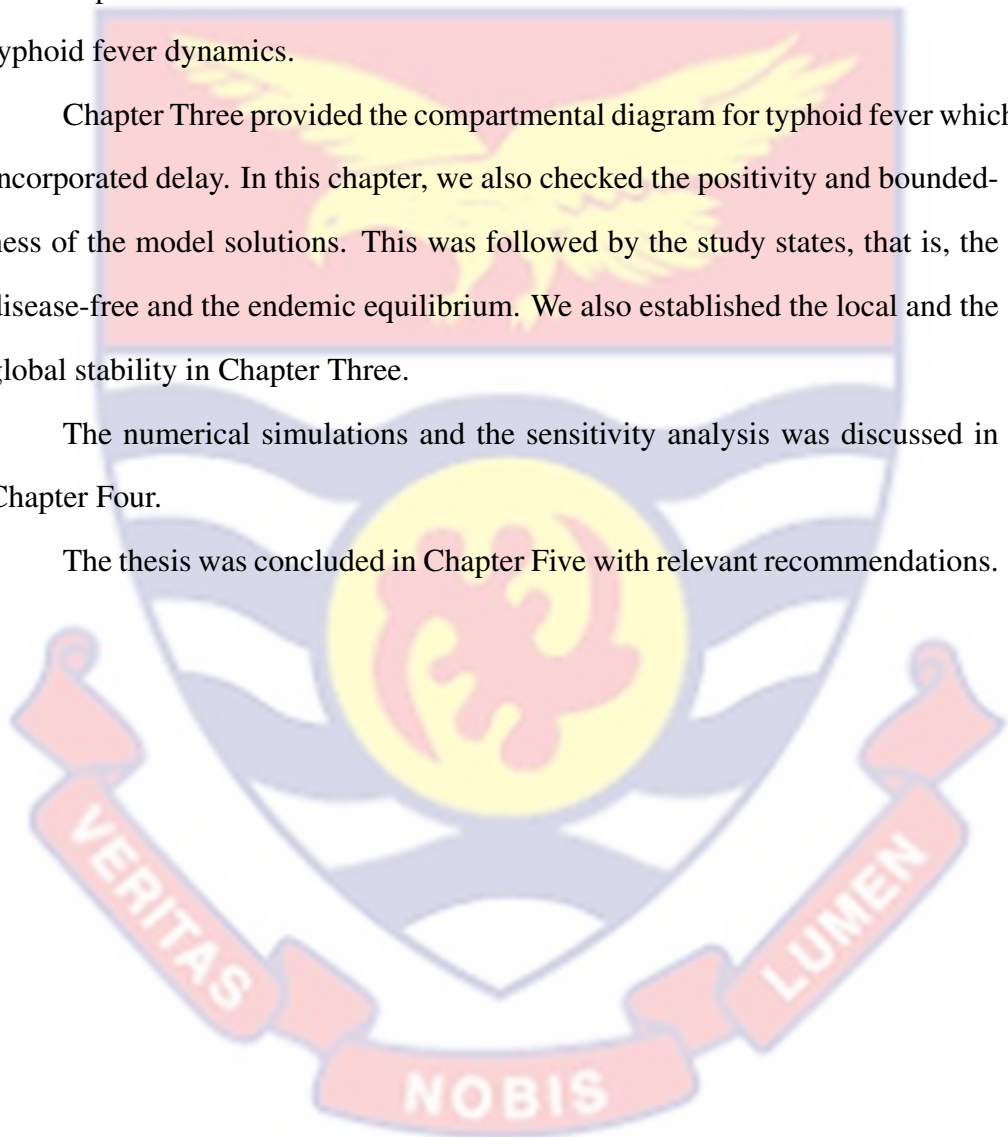 typhoid fever dynamics.
Chapter Three provided the compartmental diagram for typhoid fever which
incorporated delay. In this chapter, we also checked the positivity and bounded-
ness of the model solutions. This was followed by the study states, that is, the
disease-free and the endemic equilibrium. We also established the local and the
global stability in Chapter Three.
The numerical simulations and the sensitivity analysis was discussed in
Chapter Four.
The thesis was concluded in Chapter Five with relevant recommendations.
VERITAS
NOBIS
LUMEN